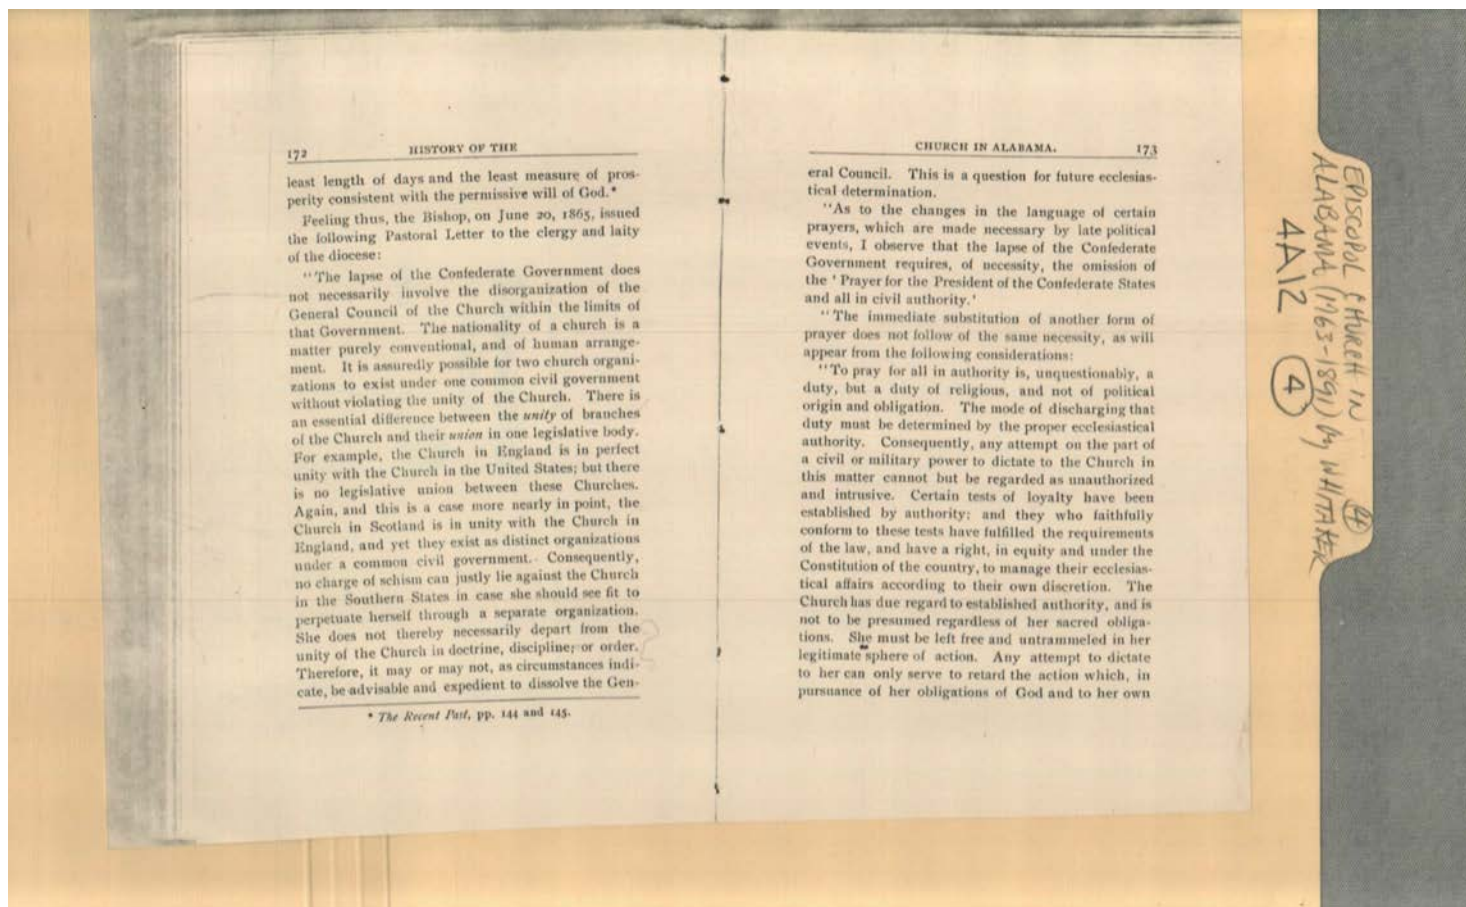 172 HISTORY OF THE
least length of days and the least measure of pros-
perity consistent with the permissive will of God.*
Feeling thus, the Bishop, on June 20, 1865, issued
the following Pastoral Letter to the clergy and laity
of the diocese:
"The lapse of the Confederate Government does
not necessarily involve the disorganization of the
General Council of the Church within the limits of
that Government. The nationality of a church is a
matter purely conventional, and of human arrange-
ment. It is assuredly possible for two church organi-
zations to exist under one common civil government
without violating the unity of the Church. There is
an essential difference between the unity of branches
of the Church and their union in one legislative body.
For example, the Church in England is in perfect
unity with the Church in the United States; but there
is no legislative union between these Churches.
Again, and this is a case more nearly in point, the
Church in Scotland is in unity with the Church in
England, and yet they exist as distinct organizations
under a common civil government. Consequently,
no charge of schism can justly lie against the Church
in the Southern States in case she should see fit to
perpetuate herself through a separate organization.
She does not thereby necessarily depart from the
unity of the Church in doctrine, discipline, or order.
Therefore, it may or may not, as circumstances indi-
cate, be advisable and expedient to dissolve the Gen-
* The Recent Past, pp. 144 and 145.
CHURCH IN ALABAMA. 173
eral Council. This is a question for future ecclesias-
tical determination.
"As to the changes in the language of certain
prayers, which are made necessary by late political
events, I observe that the lapse of the Confederate
Government requires, of necessity, the omission of
the 'Prayer for the President of the Confederate States
and all in civil authority.'
"The immediate substitution of another form of
prayer does not follow of the same necessity, as will
appear from the following considerations:
"To pray for all in authority is, unquestionably, a
duty, but a duty of religious, and not of political
origin and obligation. The mode of discharging that
duty must be determined by the proper ecclesiastical
authority. Consequently, any attempt on the part of
a civil or military power to dictate to the Church in
this matter cannot but be regarded as unauthorized
and intrusive. Certain tests of loyalty have been
established by authority; and they who faithfully
conform to these tests have fulfilled the requirements
of the law, and have a right, in equity and under the
Constitution of the country, to manage their ecclesias-
tical affairs according to their own discretion. The
Church has due regard to established authority, and is
not to be presumed regardless of her sacred obliga-
tions. She must be left free and untrammeled in her
legitimate sphere of action. Any attempt to dictate
to her can only serve to retard the action which, in
pursuance of her obligations of God and to her own
EPISCOPOL CHURCH IN (4)
ALABAMA (1763-1891) by WHITAKER
4A12 (4)